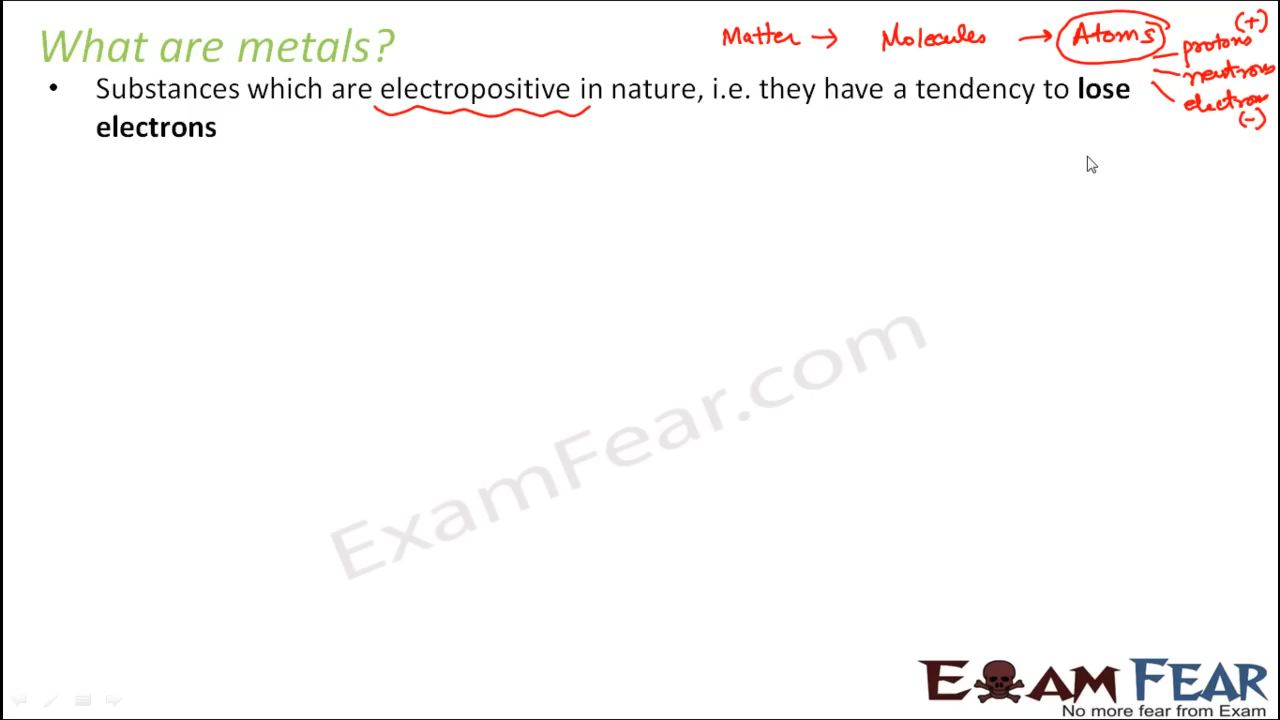 What are metals?
Matter → Molecules → Atoms
(+)
protons
neutrons
electrons
(-)
• Substances which are electropositive in nature, i.e. they have a tendency to lose
electrons
ExamFear.com
EXAM FEAR
No more fear from Exam